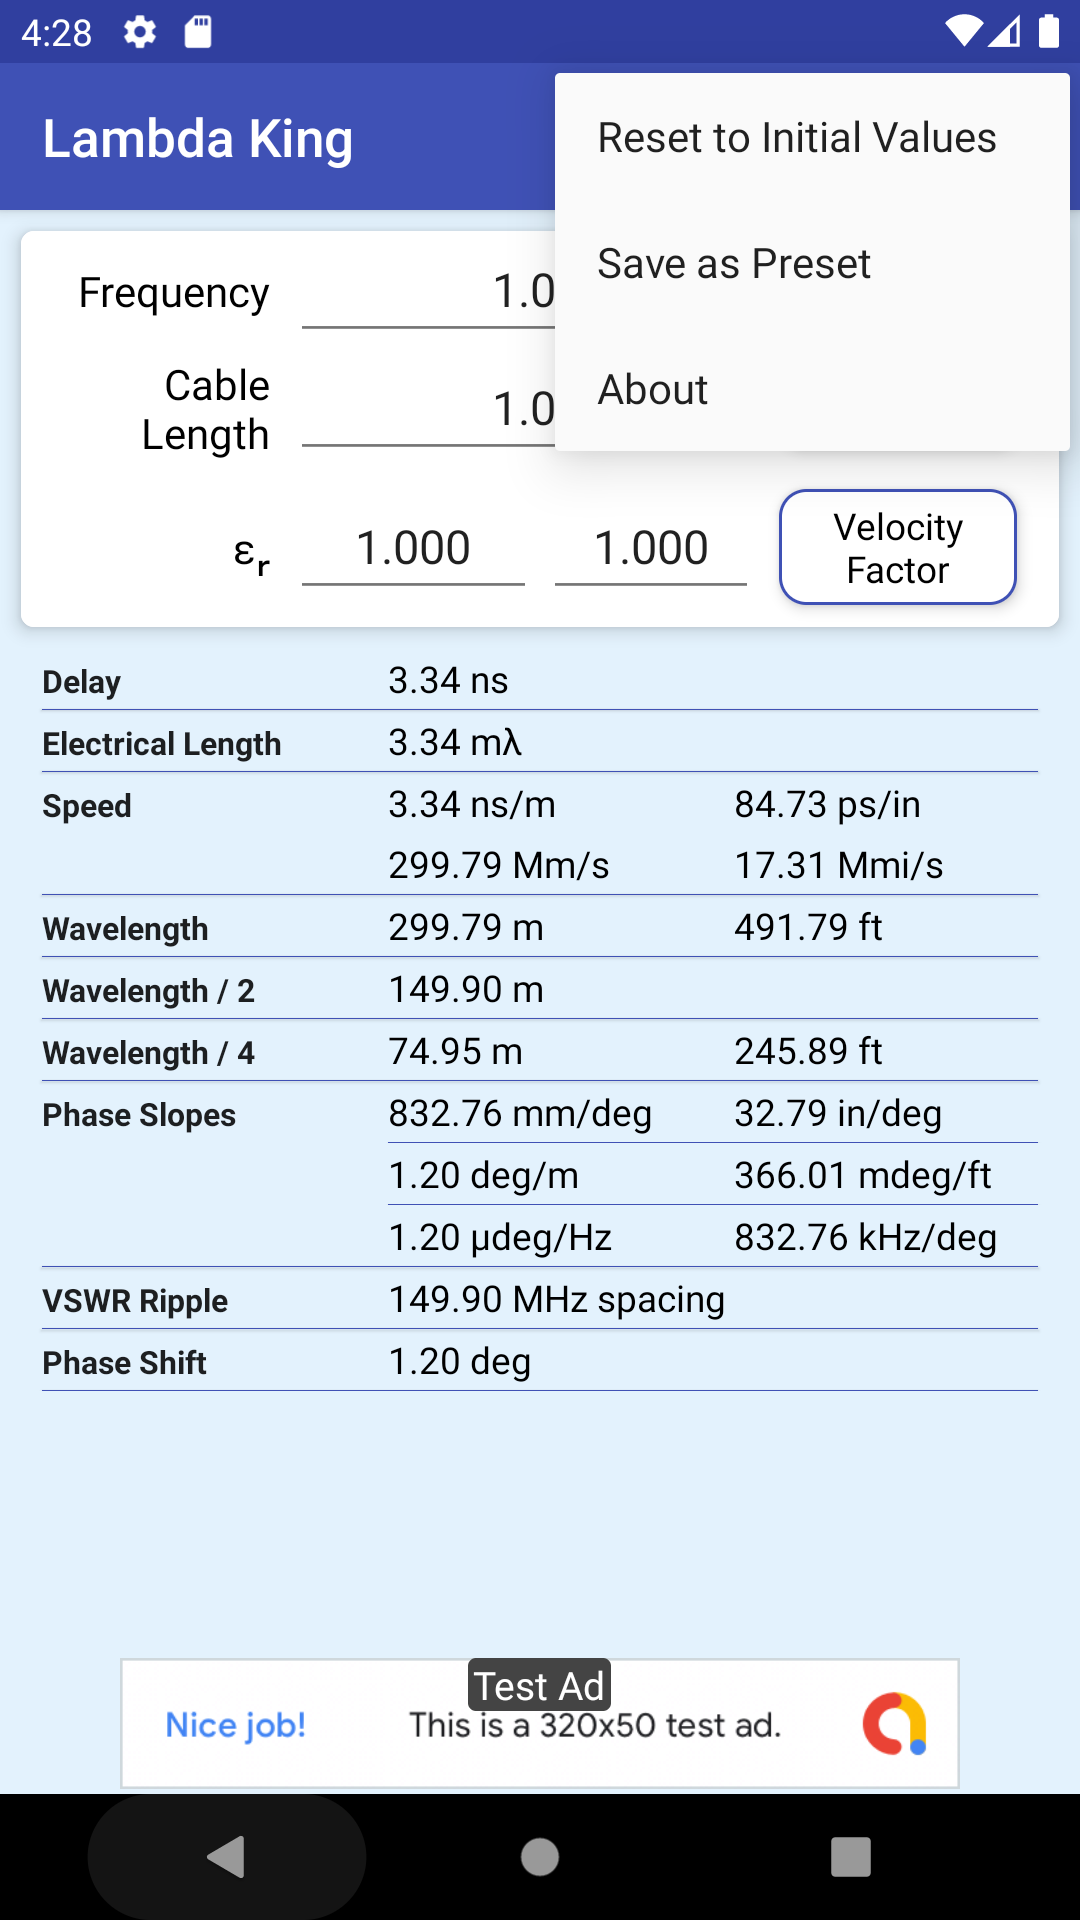 4:28
Lambda King
Reset to Initial Values
Save as Preset
About
Frequency 1.0
Cable
Length 1.0
εr 1.000 1.000 Velocity
Factor
Delay 3.34 ns
Electrical Length 3.34 mλ
Speed 3.34 ns/m 84.73 ps/in
299.79 Mm/s 17.31 Mmi/s
Wavelength 299.79 m 491.79 ft
Wavelength / 2 149.90 m
Wavelength / 4 74.95 m 245.89 ft
Phase Slopes 832.76 mm/deg 32.79 in/deg
1.20 deg/m 366.01 mdeg/ft
1.20 µdeg/Hz 832.76 kHz/deg
VSWR Ripple 149.90 MHz spacing
Phase Shift 1.20 deg
Test Ad
Nice job! This is a 320x50 test ad.